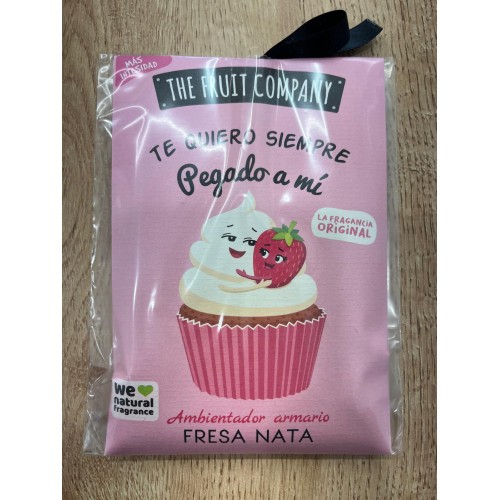 MÁS
INTENSIDAD
THE FRUIT COMPANY
TE QUIERO SIEMPRE
Pegado a mí
LA FRAGANCIA
ORIGINAL
We
natural
fragrance
Ambientador armario
FRESA NATA